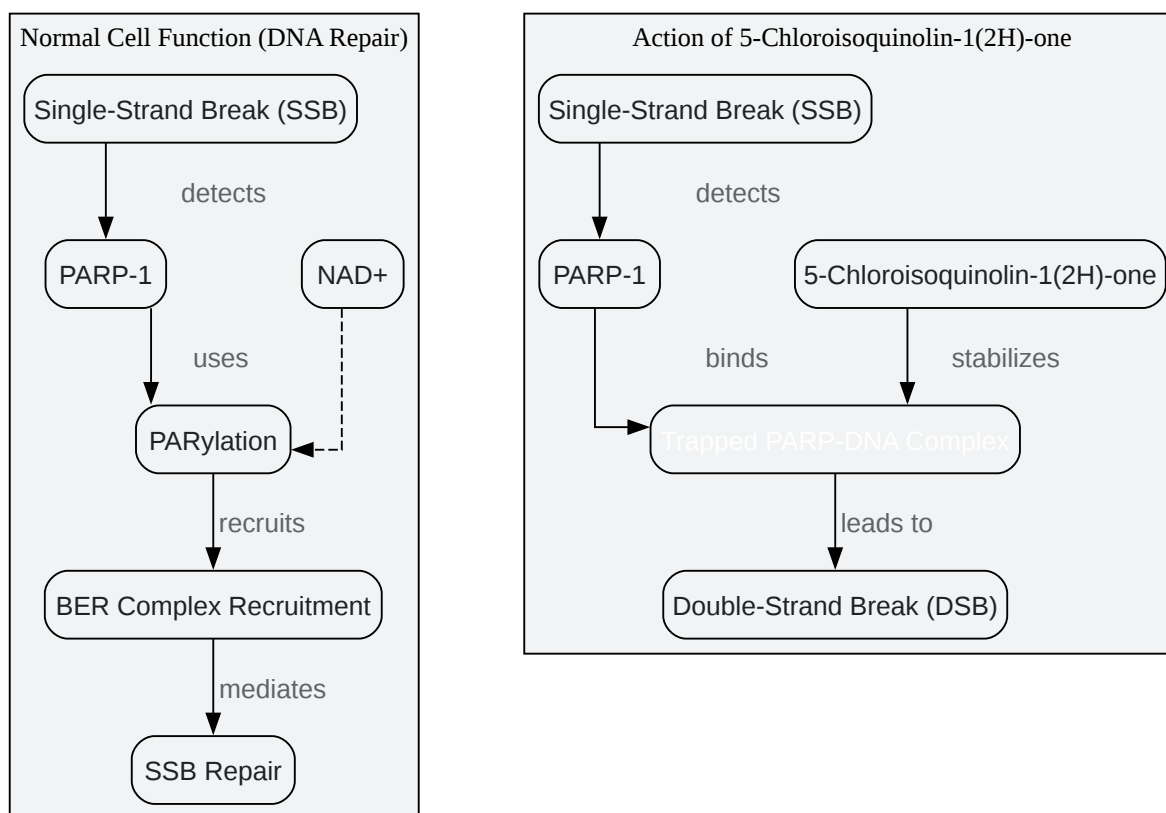 Normal Cell Function (DNA Repair)
Single-Strand Break (SSB)
detects
PARP-1
NAD+
uses
PARylation
recruits
BER Complex Recruitment
mediates
SSB Repair
Action of 5-Chloroisoquinolin-1(2H)-one
Single-Strand Break (SSB)
detects
PARP-1
5-Chloroisoquinolin-1(2H)-one
binds
stabilizes
Trapped PARP-DNA Complex
leads to
Double-Strand Break (DSB)